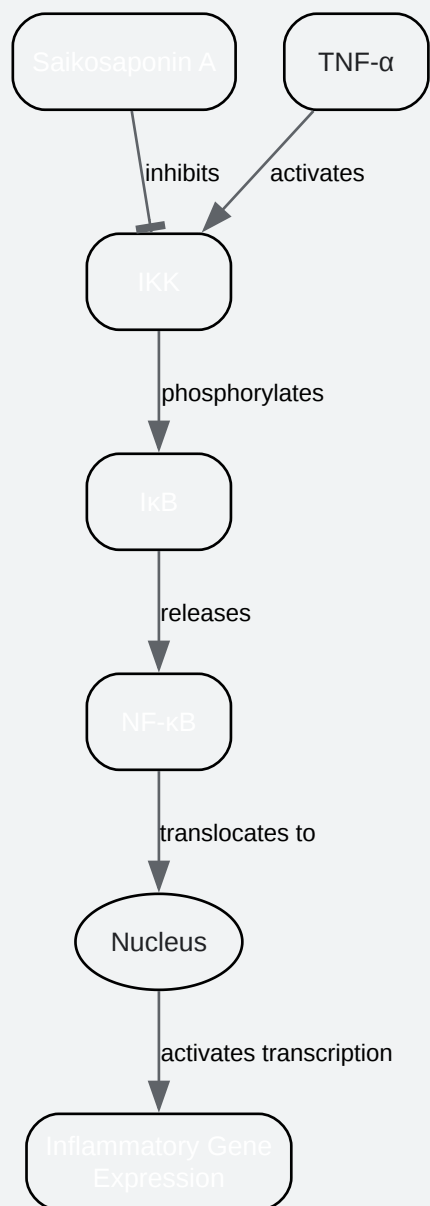 Saikosaponin A
TNF-α
inhibits
activates
IKK
phosphorylates
IκB
releases
NF-κB
translocates to
Nucleus
activates transcription
Inflammatory Gene
Expression